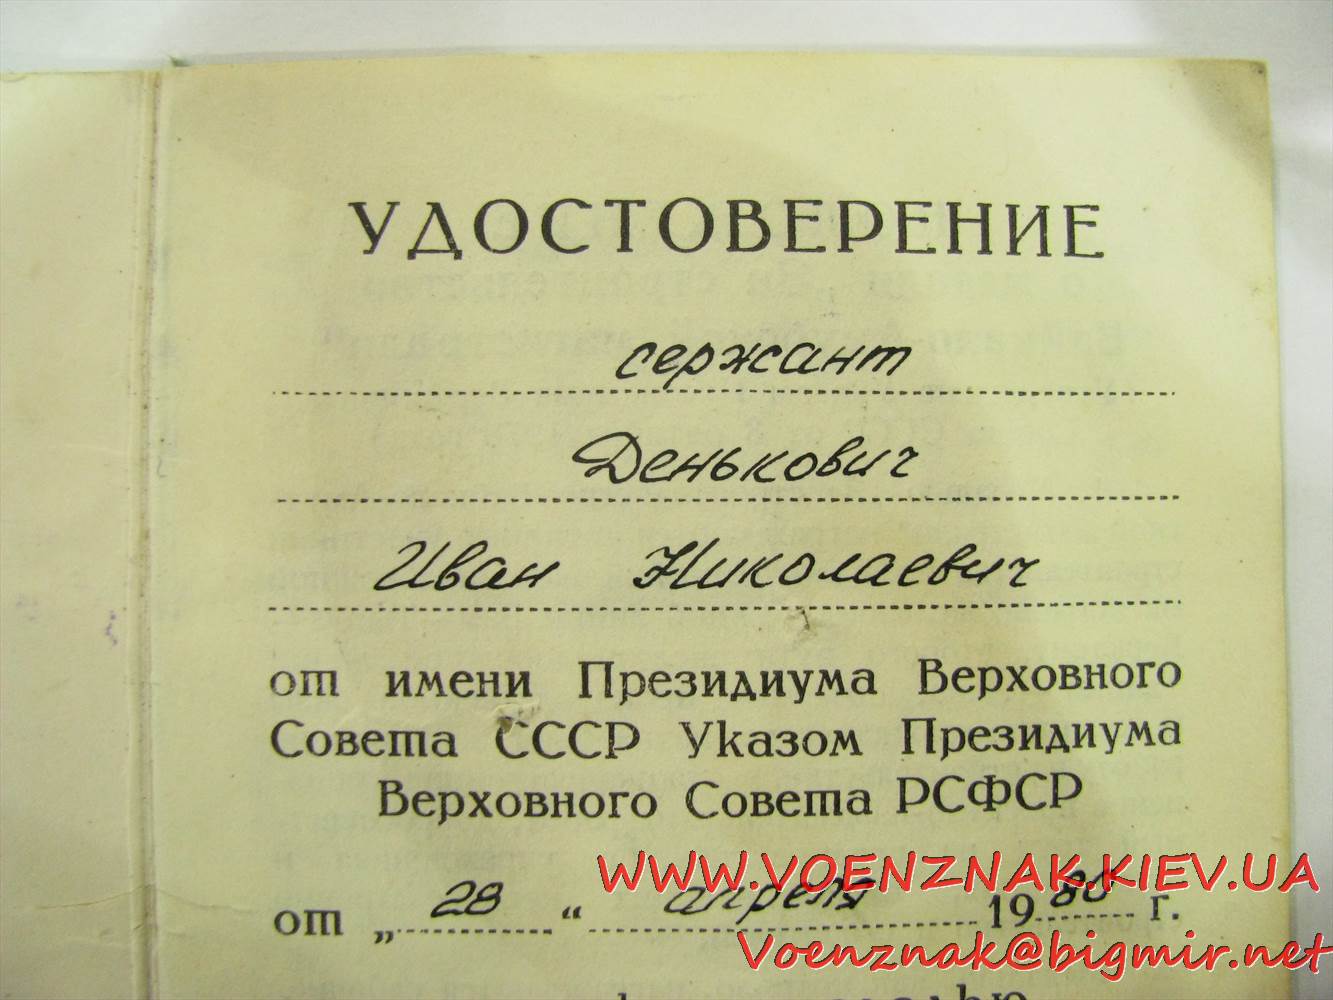 УДОСТОВЕРЕНИЕ
сержант
Денькович
Иван Николаевич
от имени Президиума Верховного
Совета СССР Указом Президиума
Верховного Совета РСФСР
WWW.VOENZNAK.KIEV.UA
от „28“ апреля 1980 г.
Voenznak@bigmir.net